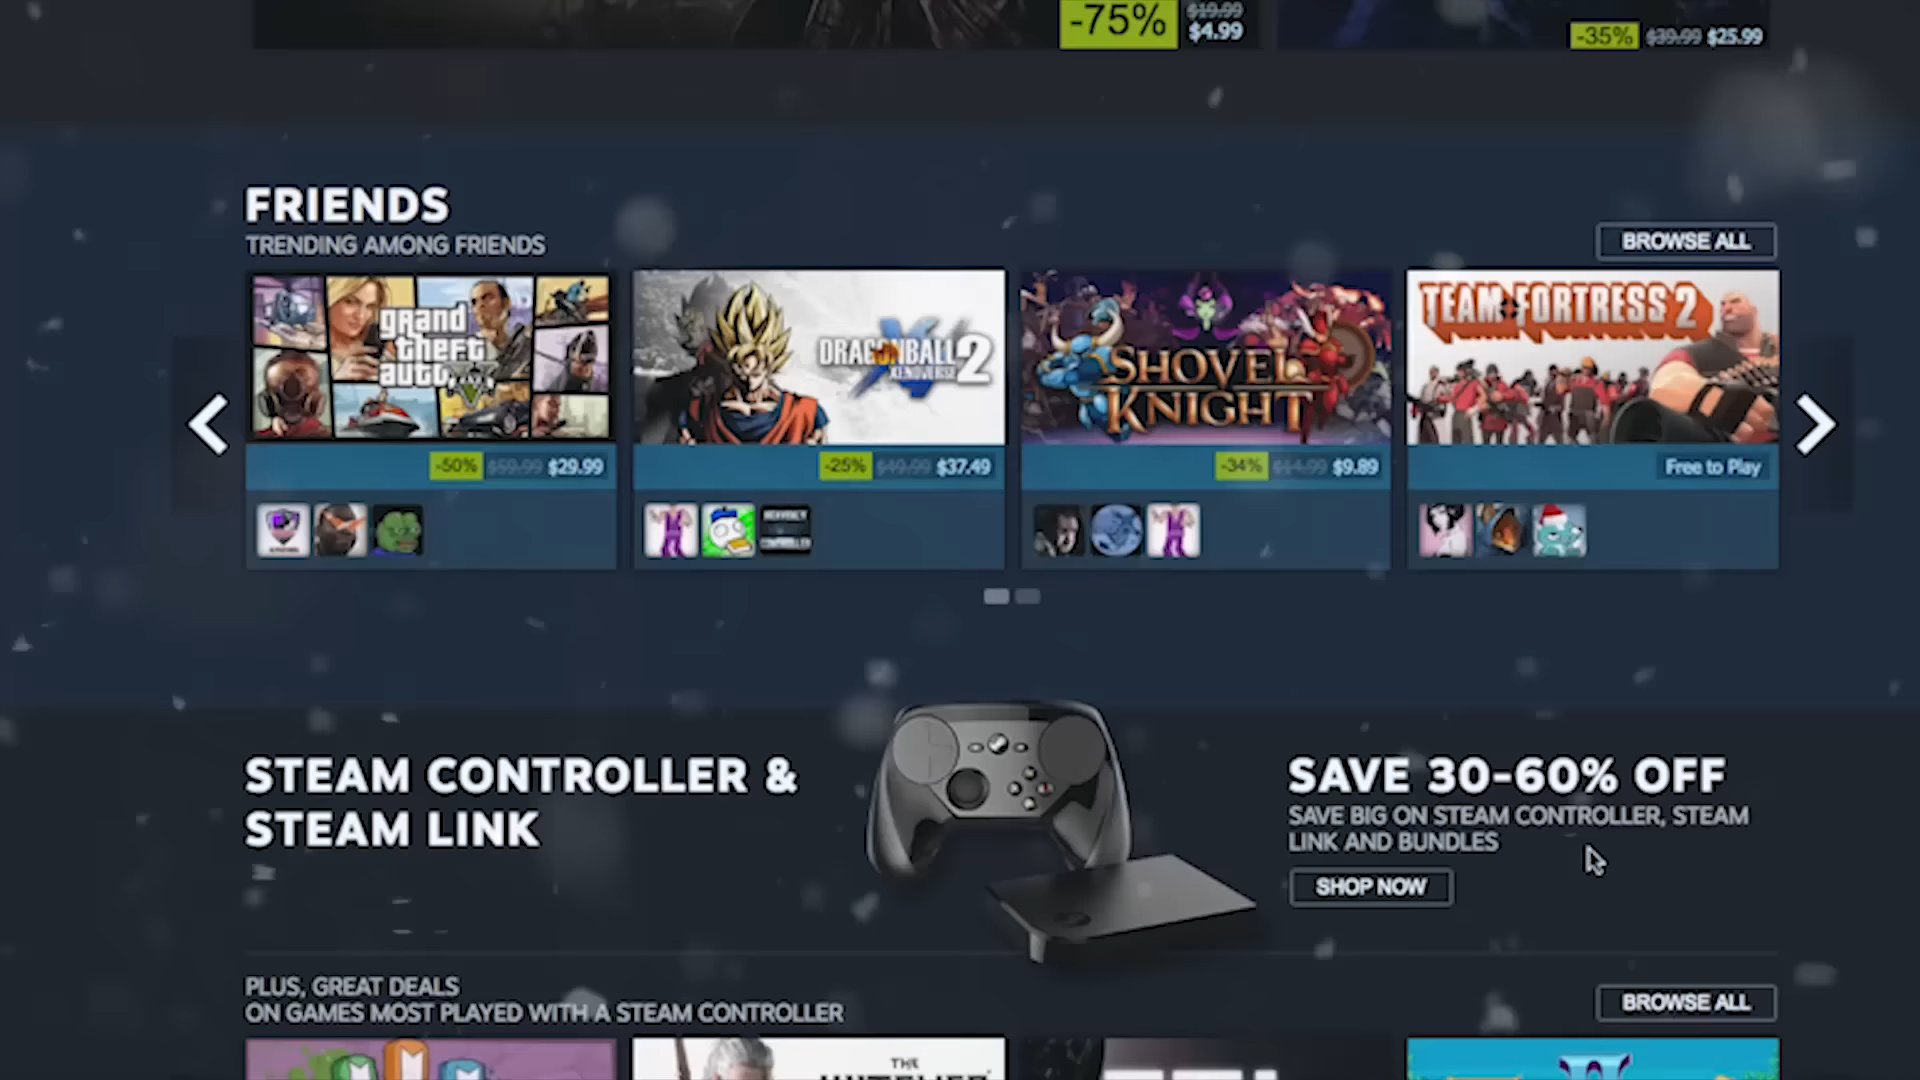 -75% $19.99
$4.99
-35% $39.99 $25.99
FRIENDS
TRENDING AMONG FRIENDS
BROWSE ALL
grand
theft
auto
V
DRAGONBALL
XENOVERSE 2
SHOVEL
KNIGHT
TEAM FORTRESS 2
-50% $59.99 $29.99
-25% $49.99 $37.49
-34% $14.99 $9.89
Free to Play
STEAM CONTROLLER &
STEAM LINK
SAVE 30-60% OFF
SAVE BIG ON STEAM CONTROLLER, STEAM
LINK AND BUNDLES
SHOP NOW
PLUS, GREAT DEALS
ON GAMES MOST PLAYED WITH A STEAM CONTROLLER
BROWSE ALL
THE